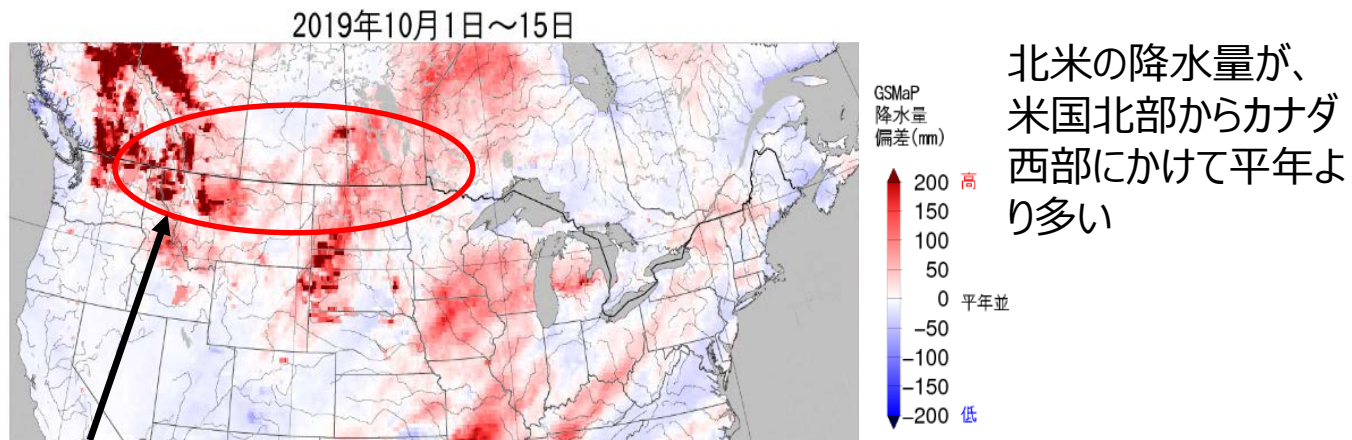 2019年10月1日～15日
北米の降水量が、
米国北部からカナダ
西部にかけて平年よ
り多い
GSMaP
降水量
偏差(mm)
200 高
150
100
50
0 平年並
-50
-100
-150
-200 低